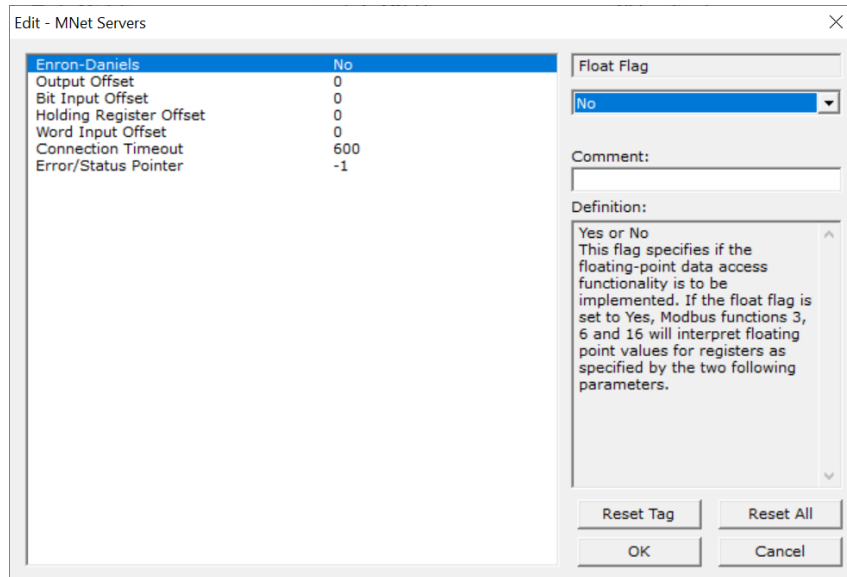 Edit - MNet Servers
Enron-Daniels No
Output Offset 0
Bit Input Offset 0
Holding Register Offset 0
Word Input Offset 0
Connection Timeout 600
Error/Status Pointer -1
Float Flag
No
Comment:
Definition:
Yes or No
This flag specifies if the
floating-point data access
functionality is to be
implemented. If the float flag is
set to Yes, Modbus functions 3,
6 and 16 will interpret floating
point values for registers as
specified by the two following
parameters.
Reset Tag Reset All
OK Cancel